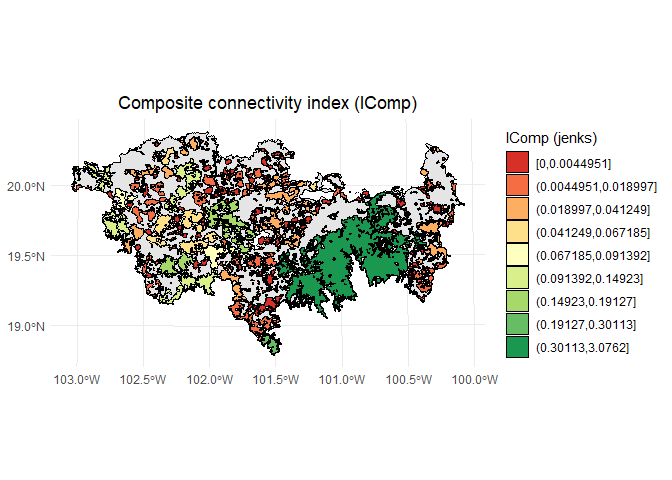 Composite connectivity index (IComp)
IComp (jenks)
[0,0.0044951]
(0.0044951,0.018997]
(0.018997,0.041249]
(0.041249,0.067185]
(0.067185,0.091392]
(0.091392,0.14923]
(0.14923,0.19127]
(0.19127,0.30113]
(0.30113,3.0762]
20.0°N
19.5°N
19.0°N
103.0°W 102.5°W 102.0°W 101.5°W 101.0°W 100.5°W 100.0°W